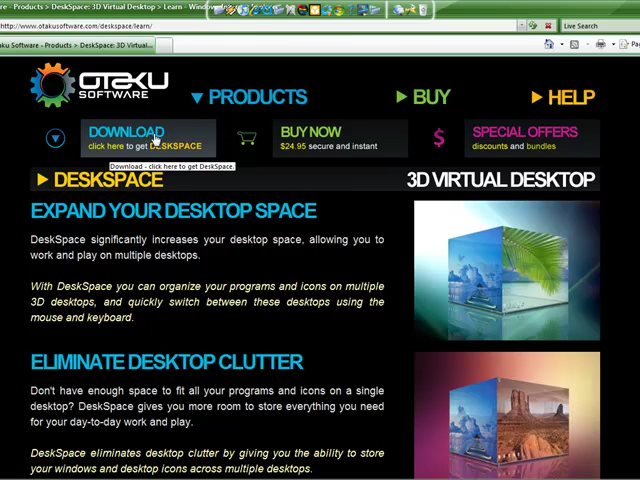 re - Products > DeskSpace: 3D Virtual Desktop > Learn - Window
http://www.otakusoftware.com/deskspace/learn/
Live Search
aku Software - Products > DeskSpace: 3D Virtual...
Pa
OTAKU
SOFTWARE
PRODUCTS
BUY
HELP
DOWNLOAD
click here to get DESKSPACE
BUY NOW
$24.95 secure and instant
SPECIAL OFFERS
discounts and bundles
Download - click here to get DeskSpace.
DESKSPACE
3D VIRTUAL DESKTOP
EXPAND YOUR DESKTOP SPACE
DeskSpace significantly increases your desktop space, allowing you to
work and play on multiple desktops.
With DeskSpace you can organize your programs and icons on multiple
3D desktops, and quickly switch between these desktops using the
mouse and keyboard.
ELIMINATE DESKTOP CLUTTER
Don't have enough space to fit all your programs and icons on a single
desktop? DeskSpace gives you more room to store everything you need
for your day-to-day work and play.
DeskSpace eliminates desktop clutter by giving you the ability to store
your windows and desktop icons across multiple desktops.